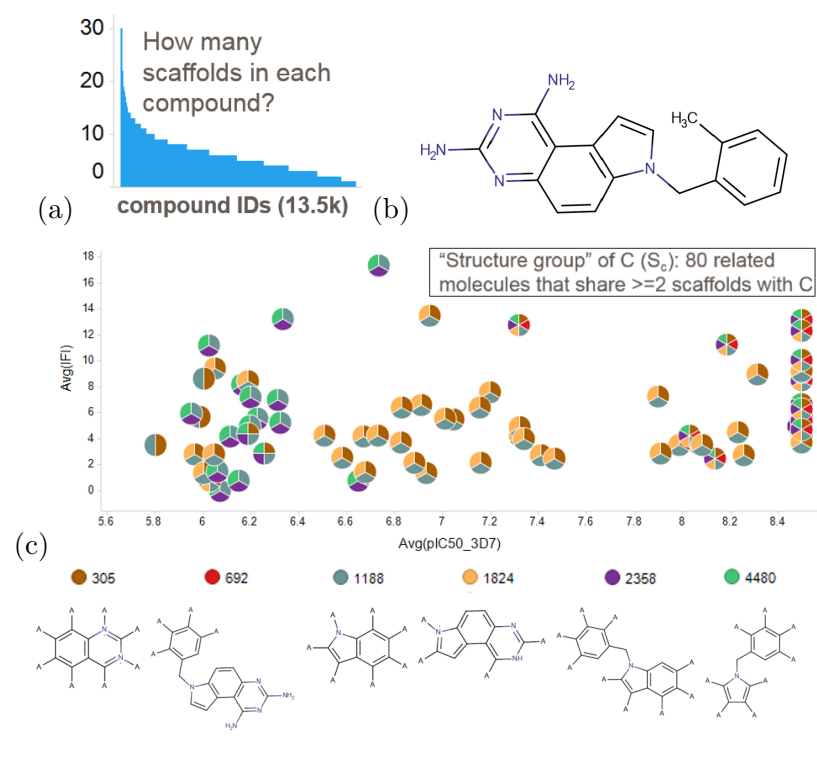 30
20
10
0
How many
scaffolds in each
compound?
compound IDs (13.5k)
(a)
NH₂
N
H₂N
N
N
H₃C
(b)
"Structure group" of C (Sc): 80 related
molecules that share >=2 scaffolds with C
Avg(IFI)
18
16
14
12
10
8
6
4
2
0
5.6 5.8 6 6.2 6.4 6.6 6.8 7 7.2 7.4 7.6 7.8 8 8.2 8.4
Avg(pIC50_3D7)
(c)
305 692 1188 1824 2358 4480
A A A A A A A A N N
A A A A N N N NH₂ H₂N
A A A A A A A N
A A A A N N NH
A A A A A A A A A A N
A A A A A A A A N